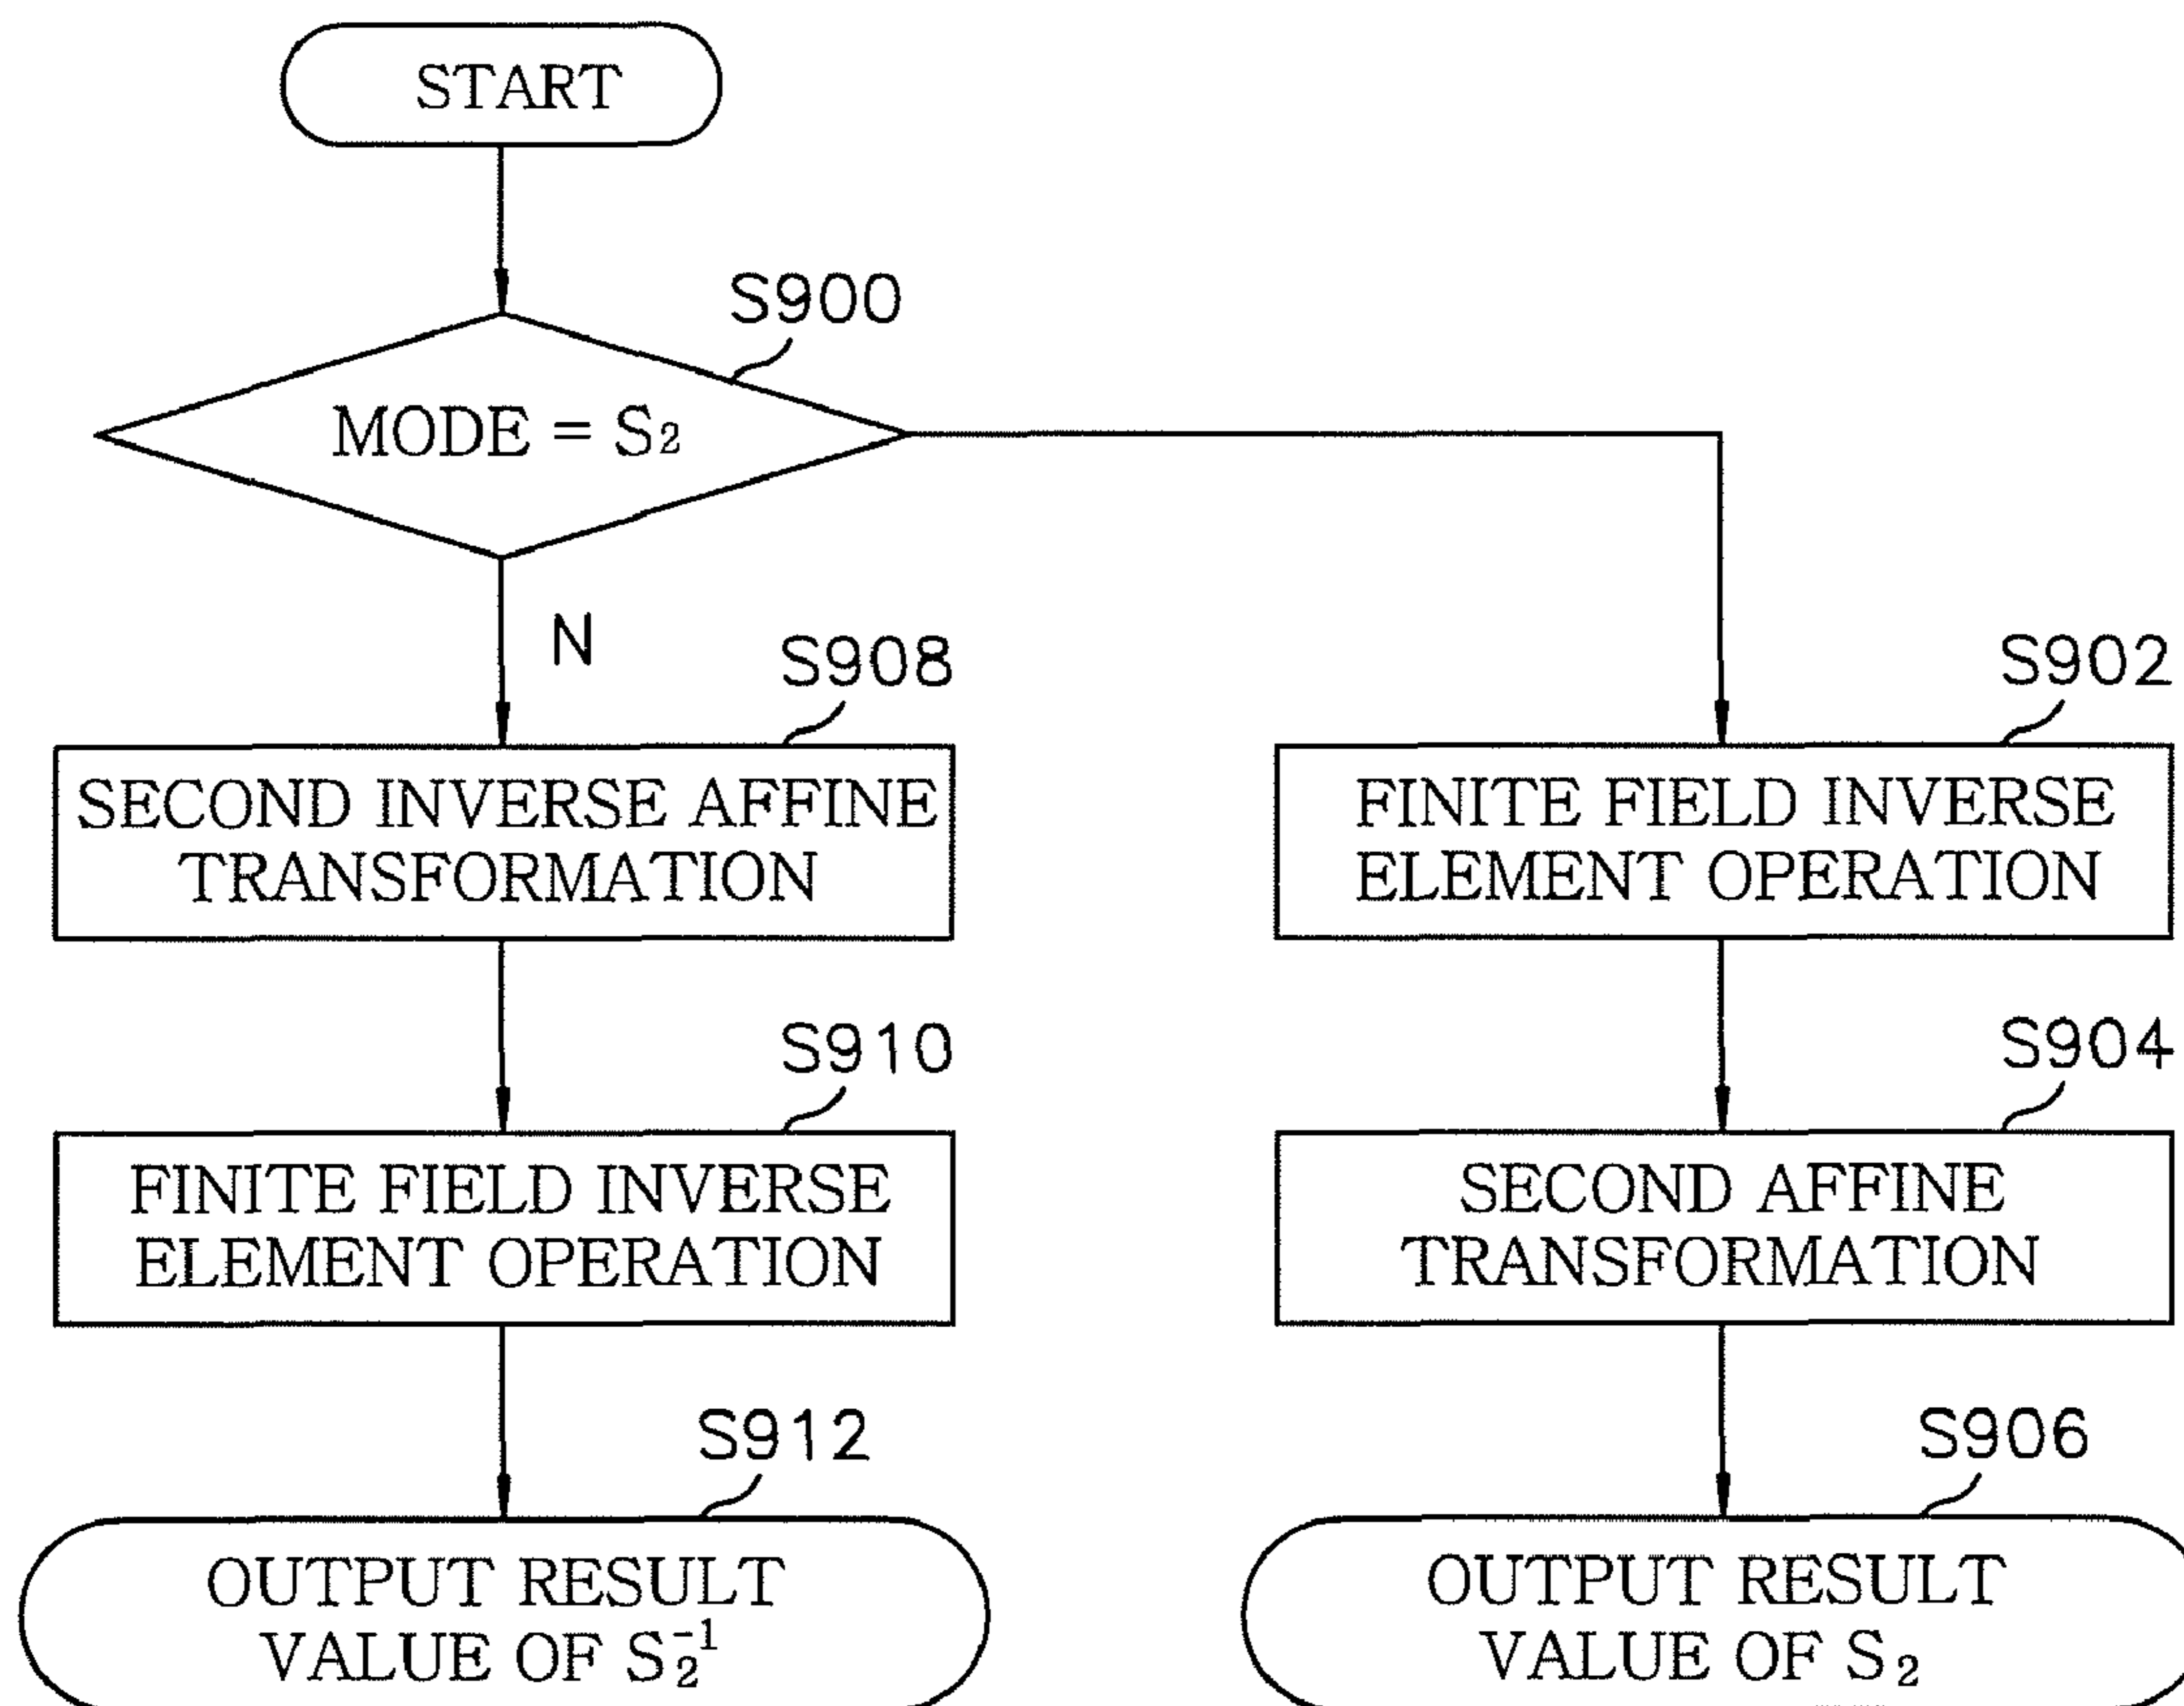 START
S900
MODE = S₂
N
S908
SECOND INVERSE AFFINE
TRANSFORMATION
S910
FINITE FIELD INVERSE
ELEMENT OPERATION
S912
OUTPUT RESULT
VALUE OF S₂⁻¹
S902
FINITE FIELD INVERSE
ELEMENT OPERATION
S904
SECOND AFFINE
TRANSFORMATION
S906
OUTPUT RESULT
VALUE OF S₂